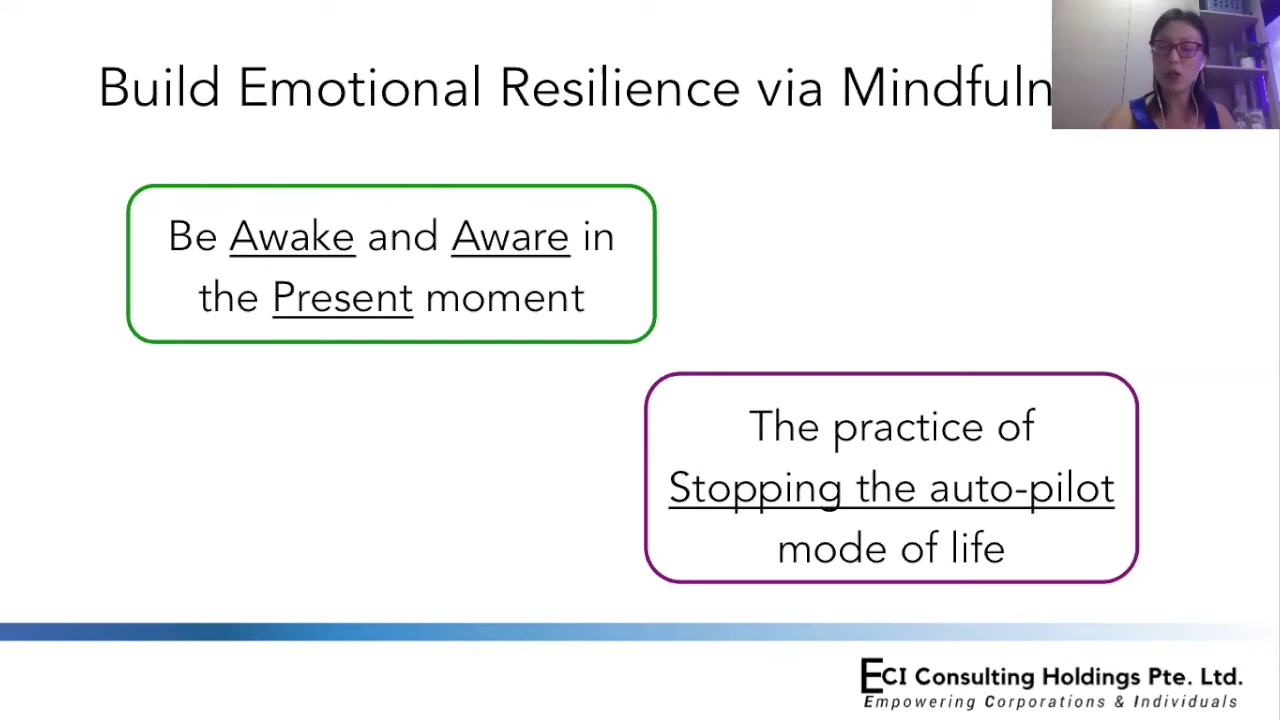 Build Emotional Resilience via Mindfuln
Be Awake and Aware in
the Present moment
The practice of
Stopping the auto-pilot
mode of life
ECI Consulting Holdings Pte. Ltd.
Empowering Corporations & Individuals